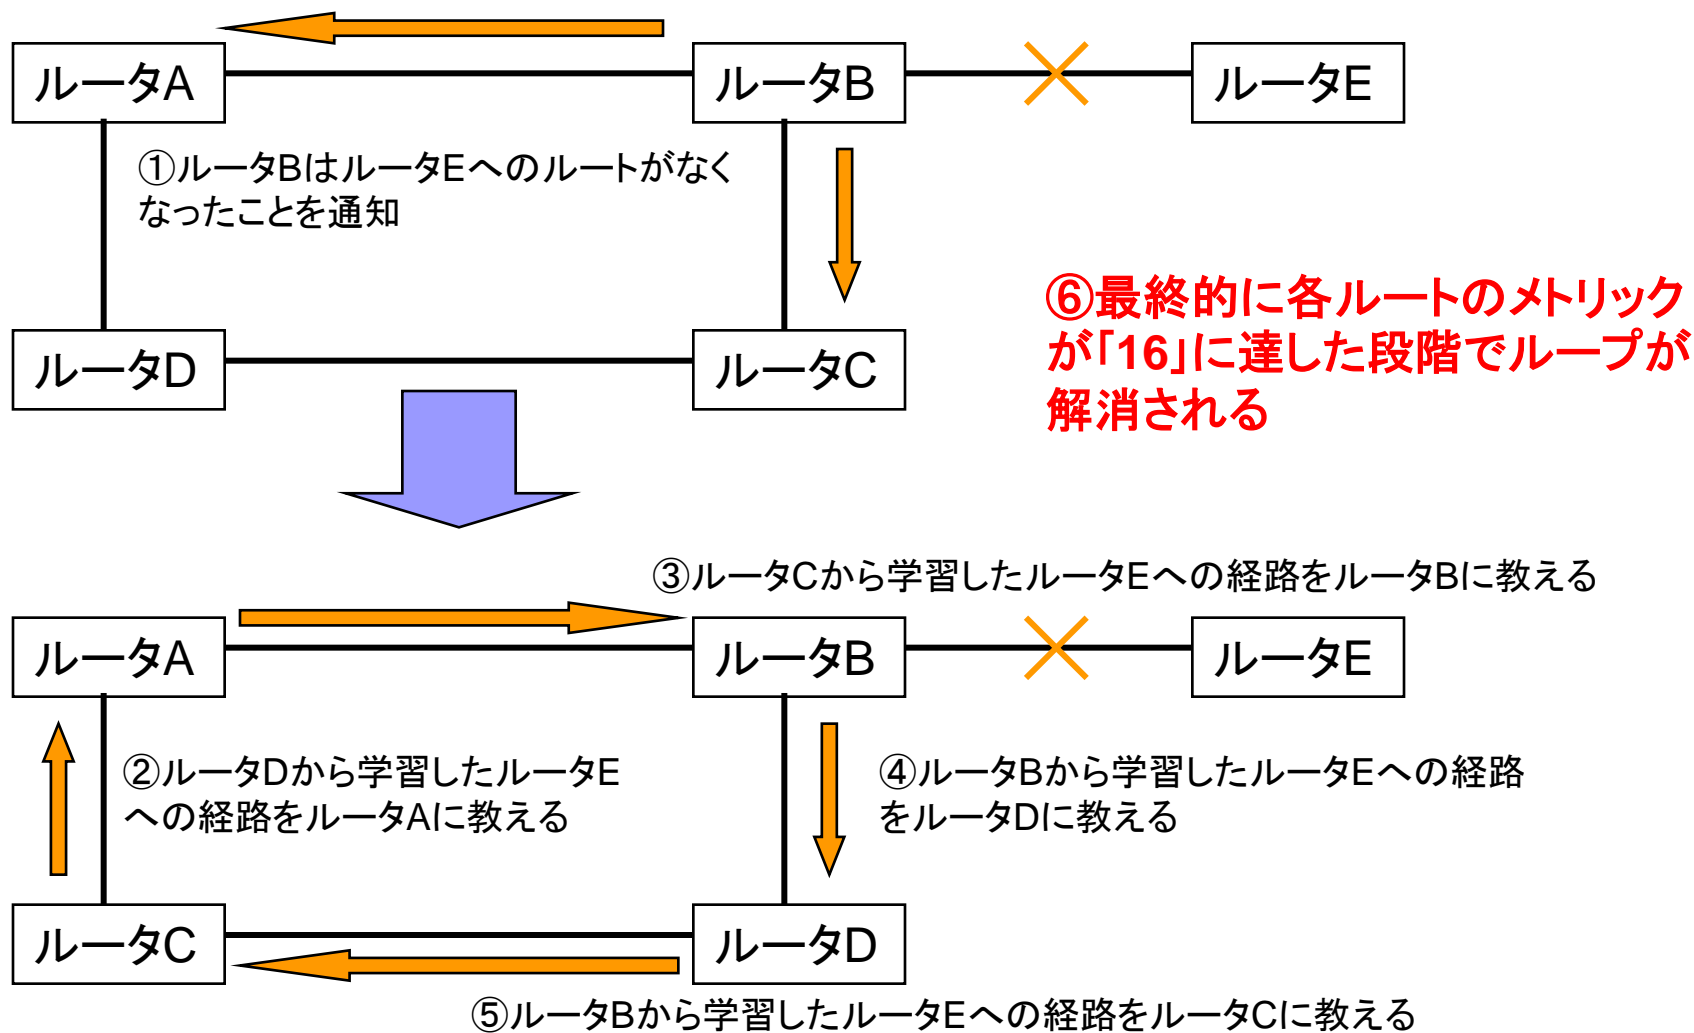 ルータA
ルータB
ルータE
①ルータBはルータEへのルートがなく
なったことを通知
ルータD
ルータC
⑥最終的に各ルートのメトリック
が「16」に達した段階でループが
解消される
③ルータCから学習したルータEへの経路をルータBに教える
ルータA
ルータB
ルータE
②ルータDから学習したルータE
への経路をルータAに教える
④ルータBから学習したルータEへの経路
をルータDに教える
ルータC
ルータD
⑤ルータBから学習したルータEへの経路をルータCに教える